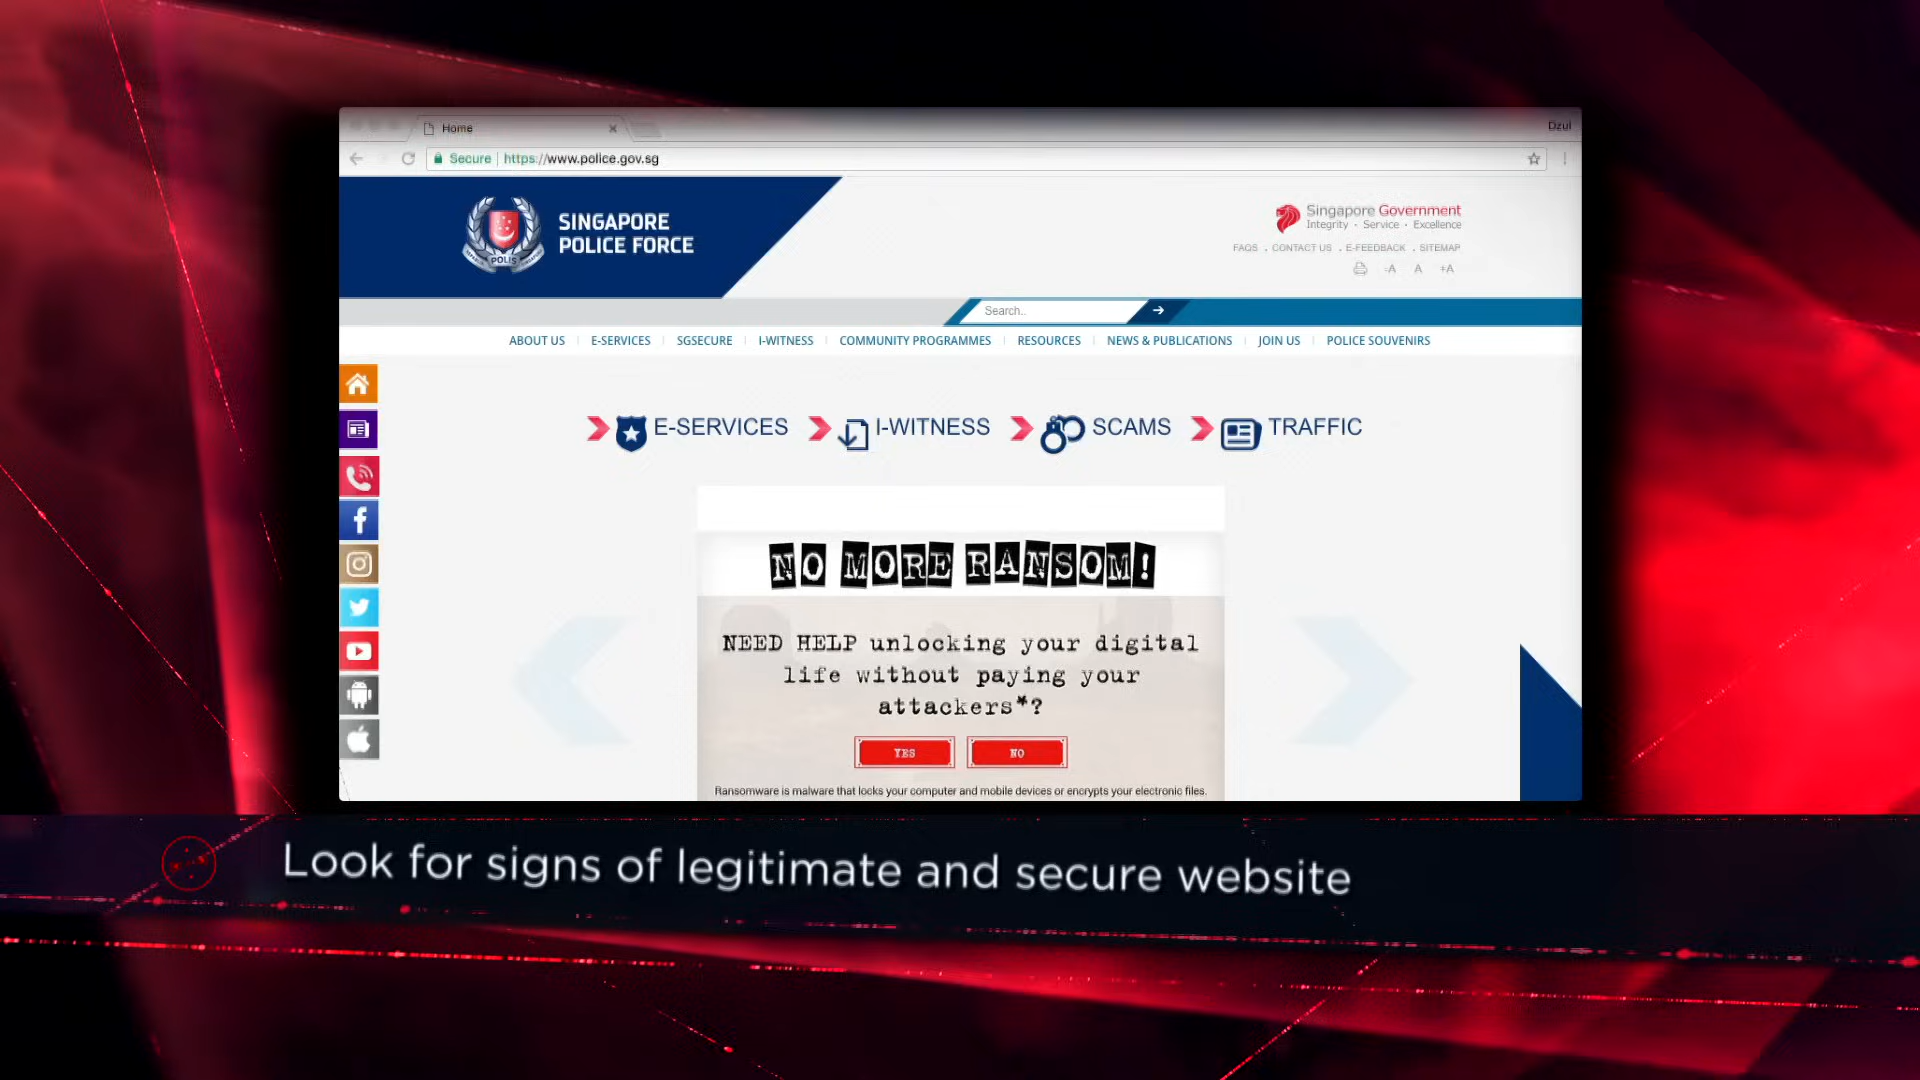 Home
Dzul
Secure https://www.police.gov.sg
SINGAPORE
POLICE FORCE
POLIS
Singapore Government
Integrity · Service · Excellence
FAQS . CONTACT US . E-FEEDBACK . SITEMAP
-A A +A
Search..
ABOUT US E-SERVICES SGSECURE I-WITNESS COMMUNITY PROGRAMMES RESOURCES NEWS & PUBLICATIONS JOIN US POLICE SOUVENIRS
E-SERVICES I-WITNESS SCAMS TRAFFIC
NO MORE RANSOM!
NEED HELP unlocking your digital
life without paying your
attackers*?
YES NO
Ransomware is malware that locks your computer and mobile devices or encrypts your electronic files.
Look for signs of legitimate and secure website